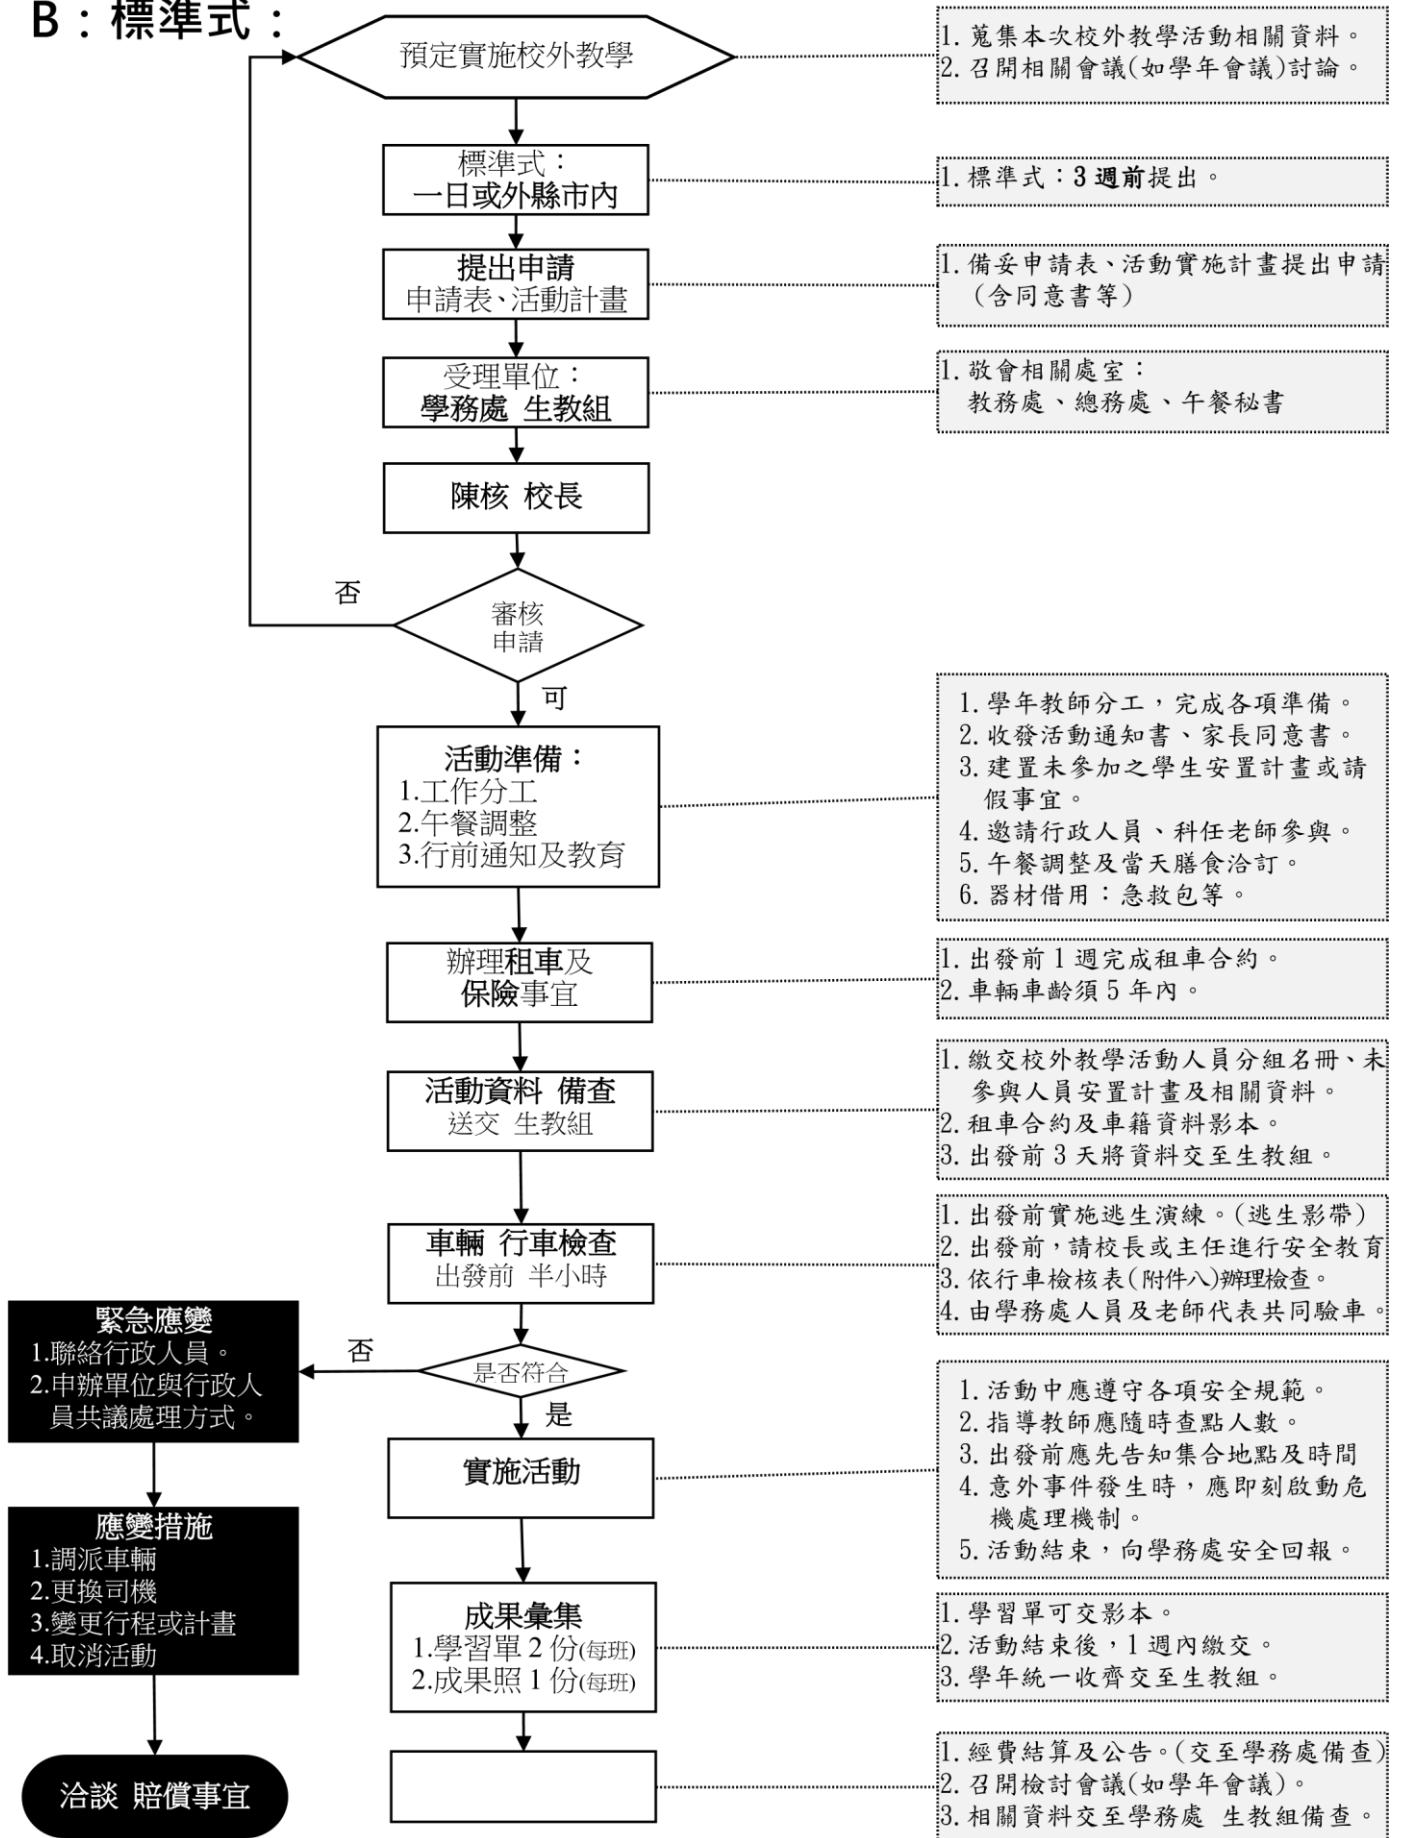 B：標準式：
預定實施校外教學
1. 蒐集本次校外教學活動相關資料。
2. 召開相關會議(如學年會議)討論。
標準式：
一日或外縣市內
1. 標準式：3 週前提出。
提出申請
申請表、活動計畫
1. 備妥申請表、活動實施計畫提出申請
(含同意書等)
受理單位：
學務處 生教組
1. 敬會相關處室：
教務處、總務處、午餐秘書
陳核 校長
否
審核
申請
可
活動準備：
1.工作分工
2.午餐調整
3.行前通知及教育
1. 學年教師分工，完成各項準備。
2. 收發活動通知書、家長同意書。
3. 建置未參加之學生安置計畫或請
假事宜。
4. 邀請行政人員、科任老師參與。
5. 午餐調整及當天膳食洽訂。
6. 器材借用：急救包等。
辦理租車及
保險事宜
1. 出發前 1 週完成租車合約。
2. 車輛車齡須 5 年內。
活動資料 備查
送交 生教組
1. 繳交校外教學活動人員分組名冊、未
參與人員安置計畫及相關資料。
2. 租車合約及車籍資料影本。
3. 出發前 3 天將資料交至生教組。
車輛 行車檢查
出發前 半小時
1. 出發前實施逃生演練。(逃生影帶)
2. 出發前，請校長或主任進行安全教育
3. 依行車檢核表(附件八)辦理檢查。
4. 由學務處人員及老師代表共同驗車。
緊急應變
1.聯絡行政人員。
2.申辦單位與行政人
員共議處理方式。
否
是否符合
是
實施活動
1. 活動中應遵守各項安全規範。
2. 指導教師應隨時查點人數。
3. 出發前應先告知集合地點及時間
4. 意外事件發生時，應即刻啟動危
機處理機制。
5. 活動結束，向學務處安全回報。
應變措施
1.調派車輛
2.更換司機
3.變更行程或計畫
4.取消活動
成果彙集
1.學習單 2 份(每班)
2.成果照 1 份(每班)
1. 學習單可交影本。
2. 活動結束後，1 週內繳交。
3. 學年統一收齊交至生教組。
洽談 賠償事宜
1. 經費結算及公告。(交至學務處備查)
2. 召開檢討會議(如學年會議)。
3. 相關資料交至學務處 生教組備查。